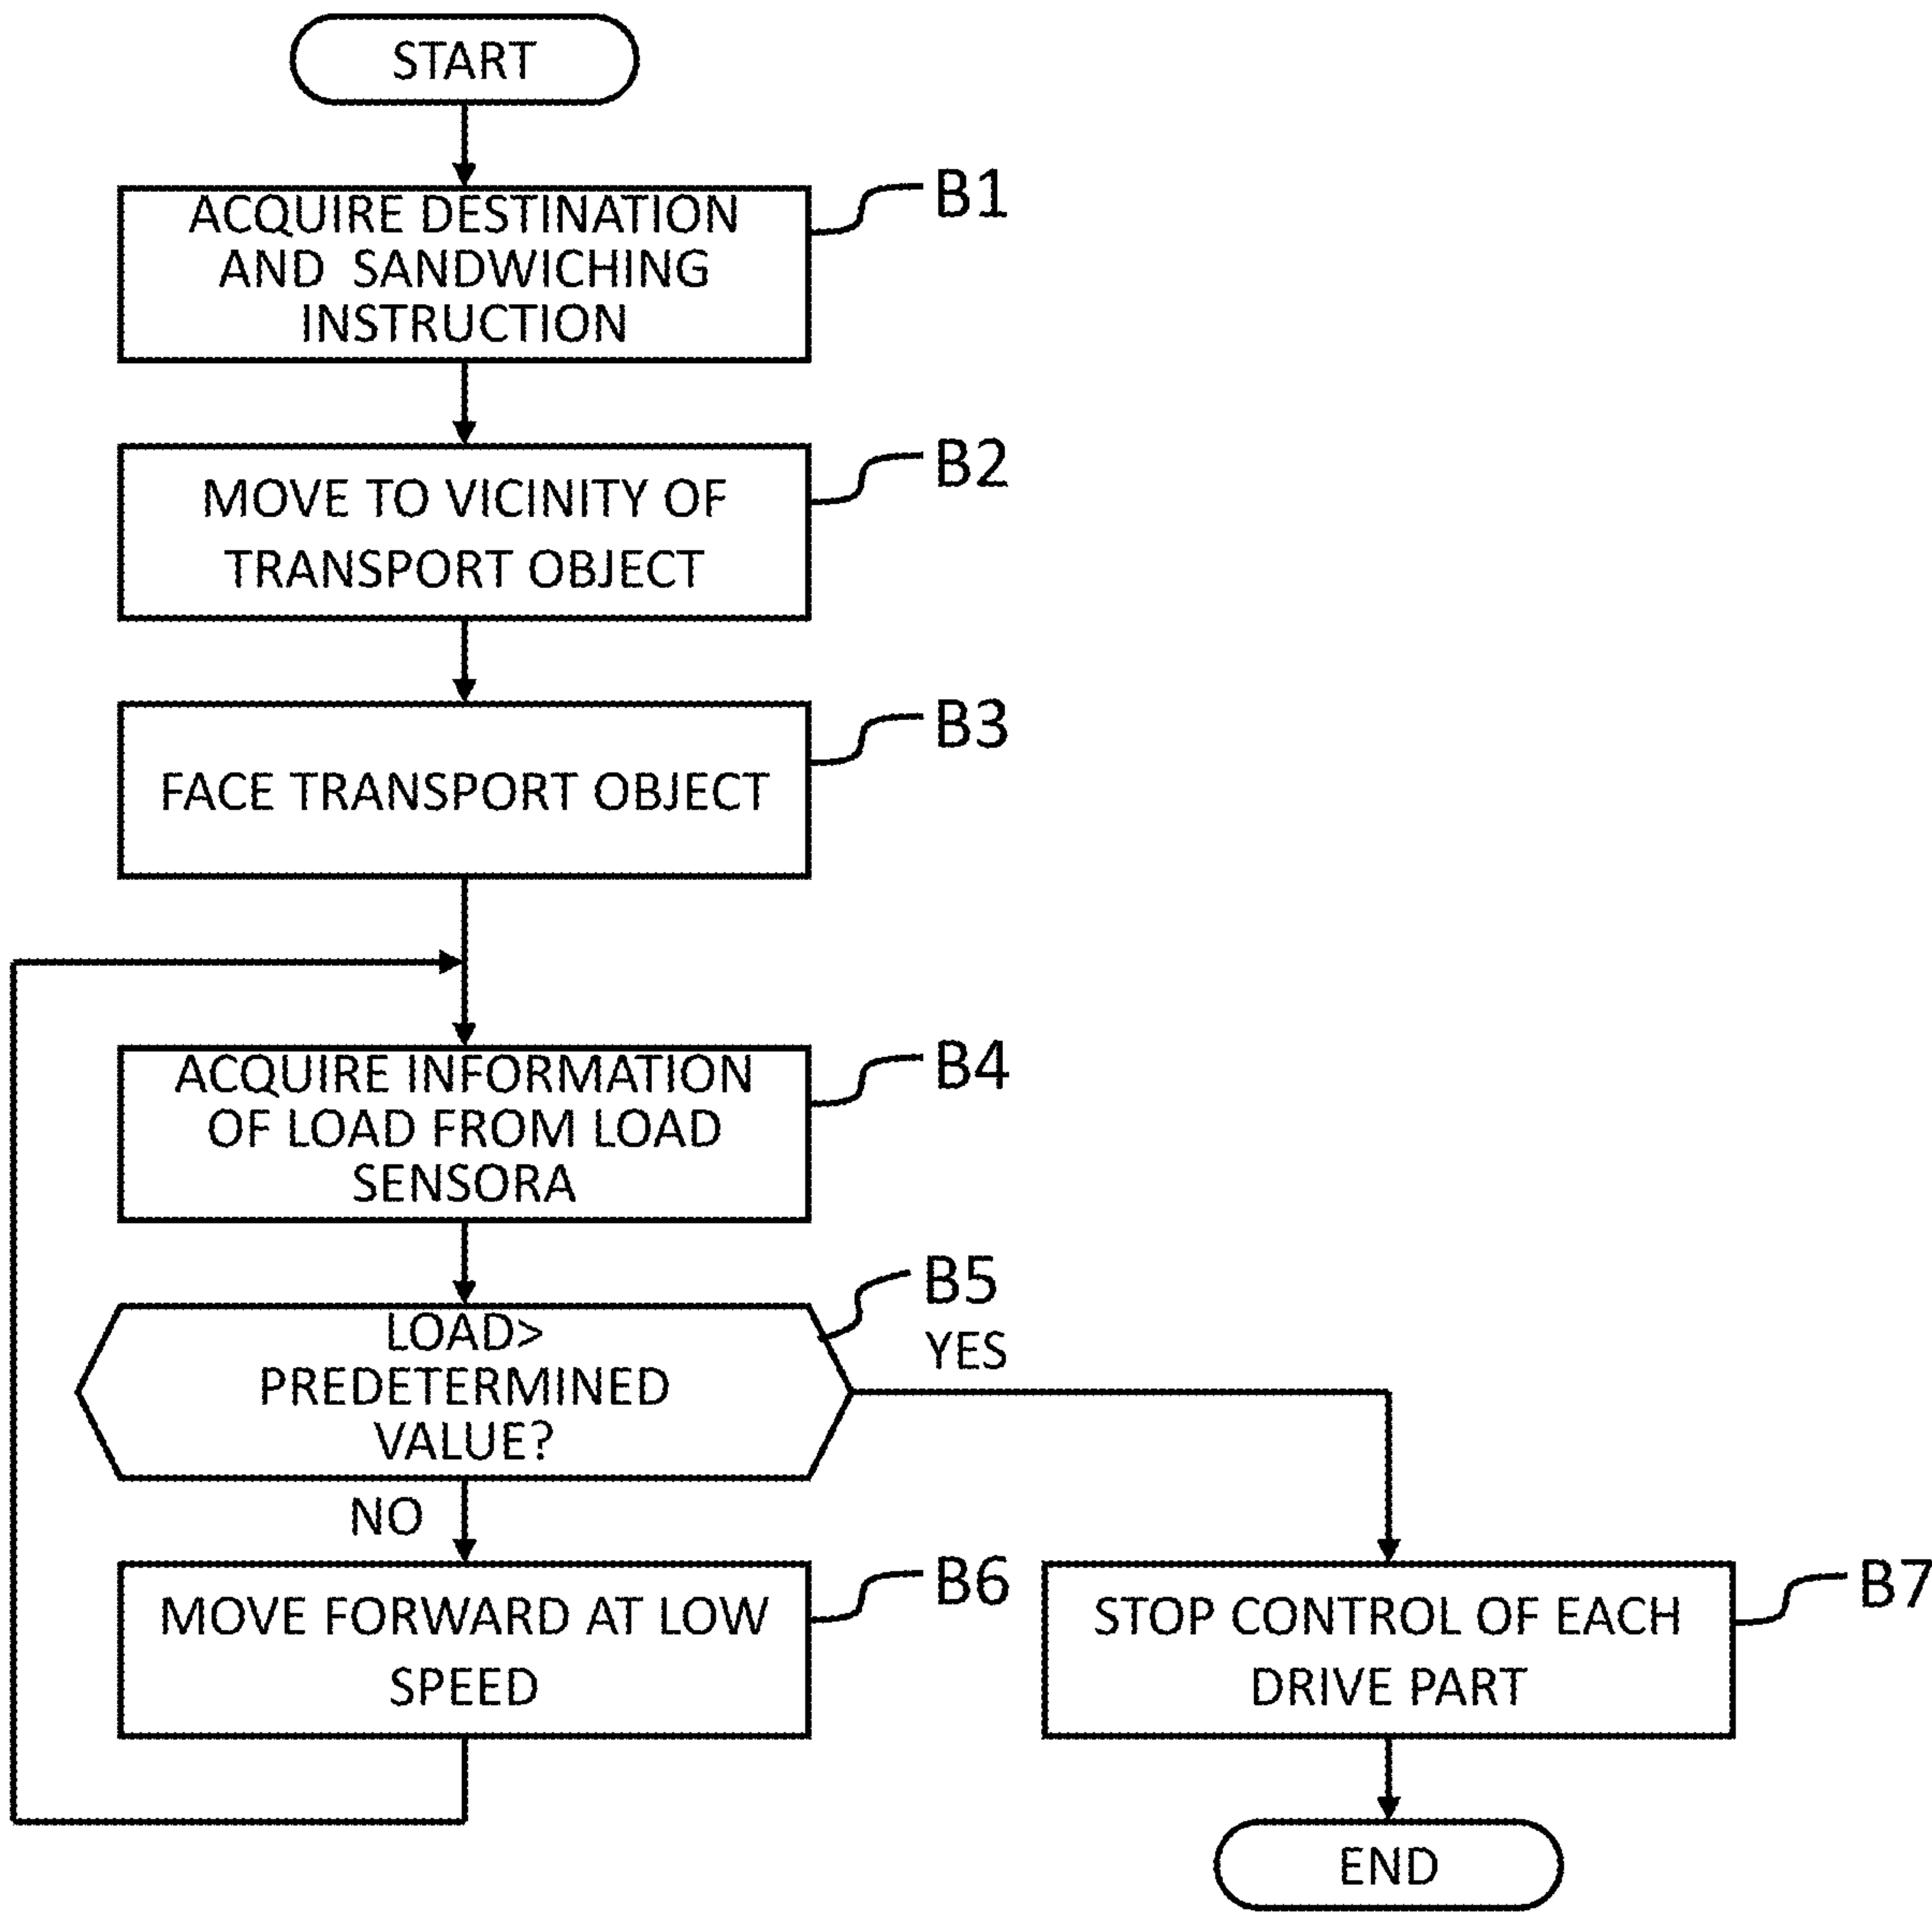 START
B1
ACQUIRE DESTINATION
AND SANDWICHING
INSTRUCTION
B2
MOVE TO VICINITY OF
TRANSPORT OBJECT
B3
FACE TRANSPORT OBJECT
B4
ACQUIRE INFORMATION
OF LOAD FROM LOAD
SENSORA
B5
LOAD>
PREDETERMINED
VALUE?
YES
NO
B6
MOVE FORWARD AT LOW
SPEED
B7
STOP CONTROL OF EACH
DRIVE PART
END